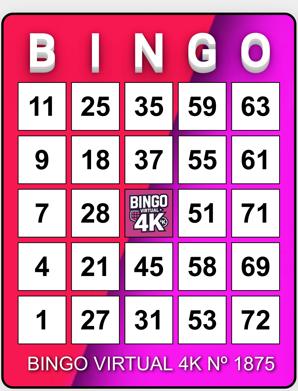 B I N G O
11 25 35 59 63
9 18 37 55 61
7 28 BINGO VIRTUAL 4K 51 71
4 21 45 58 69
1 27 31 53 72
BINGO VIRTUAL 4K Nº 1875